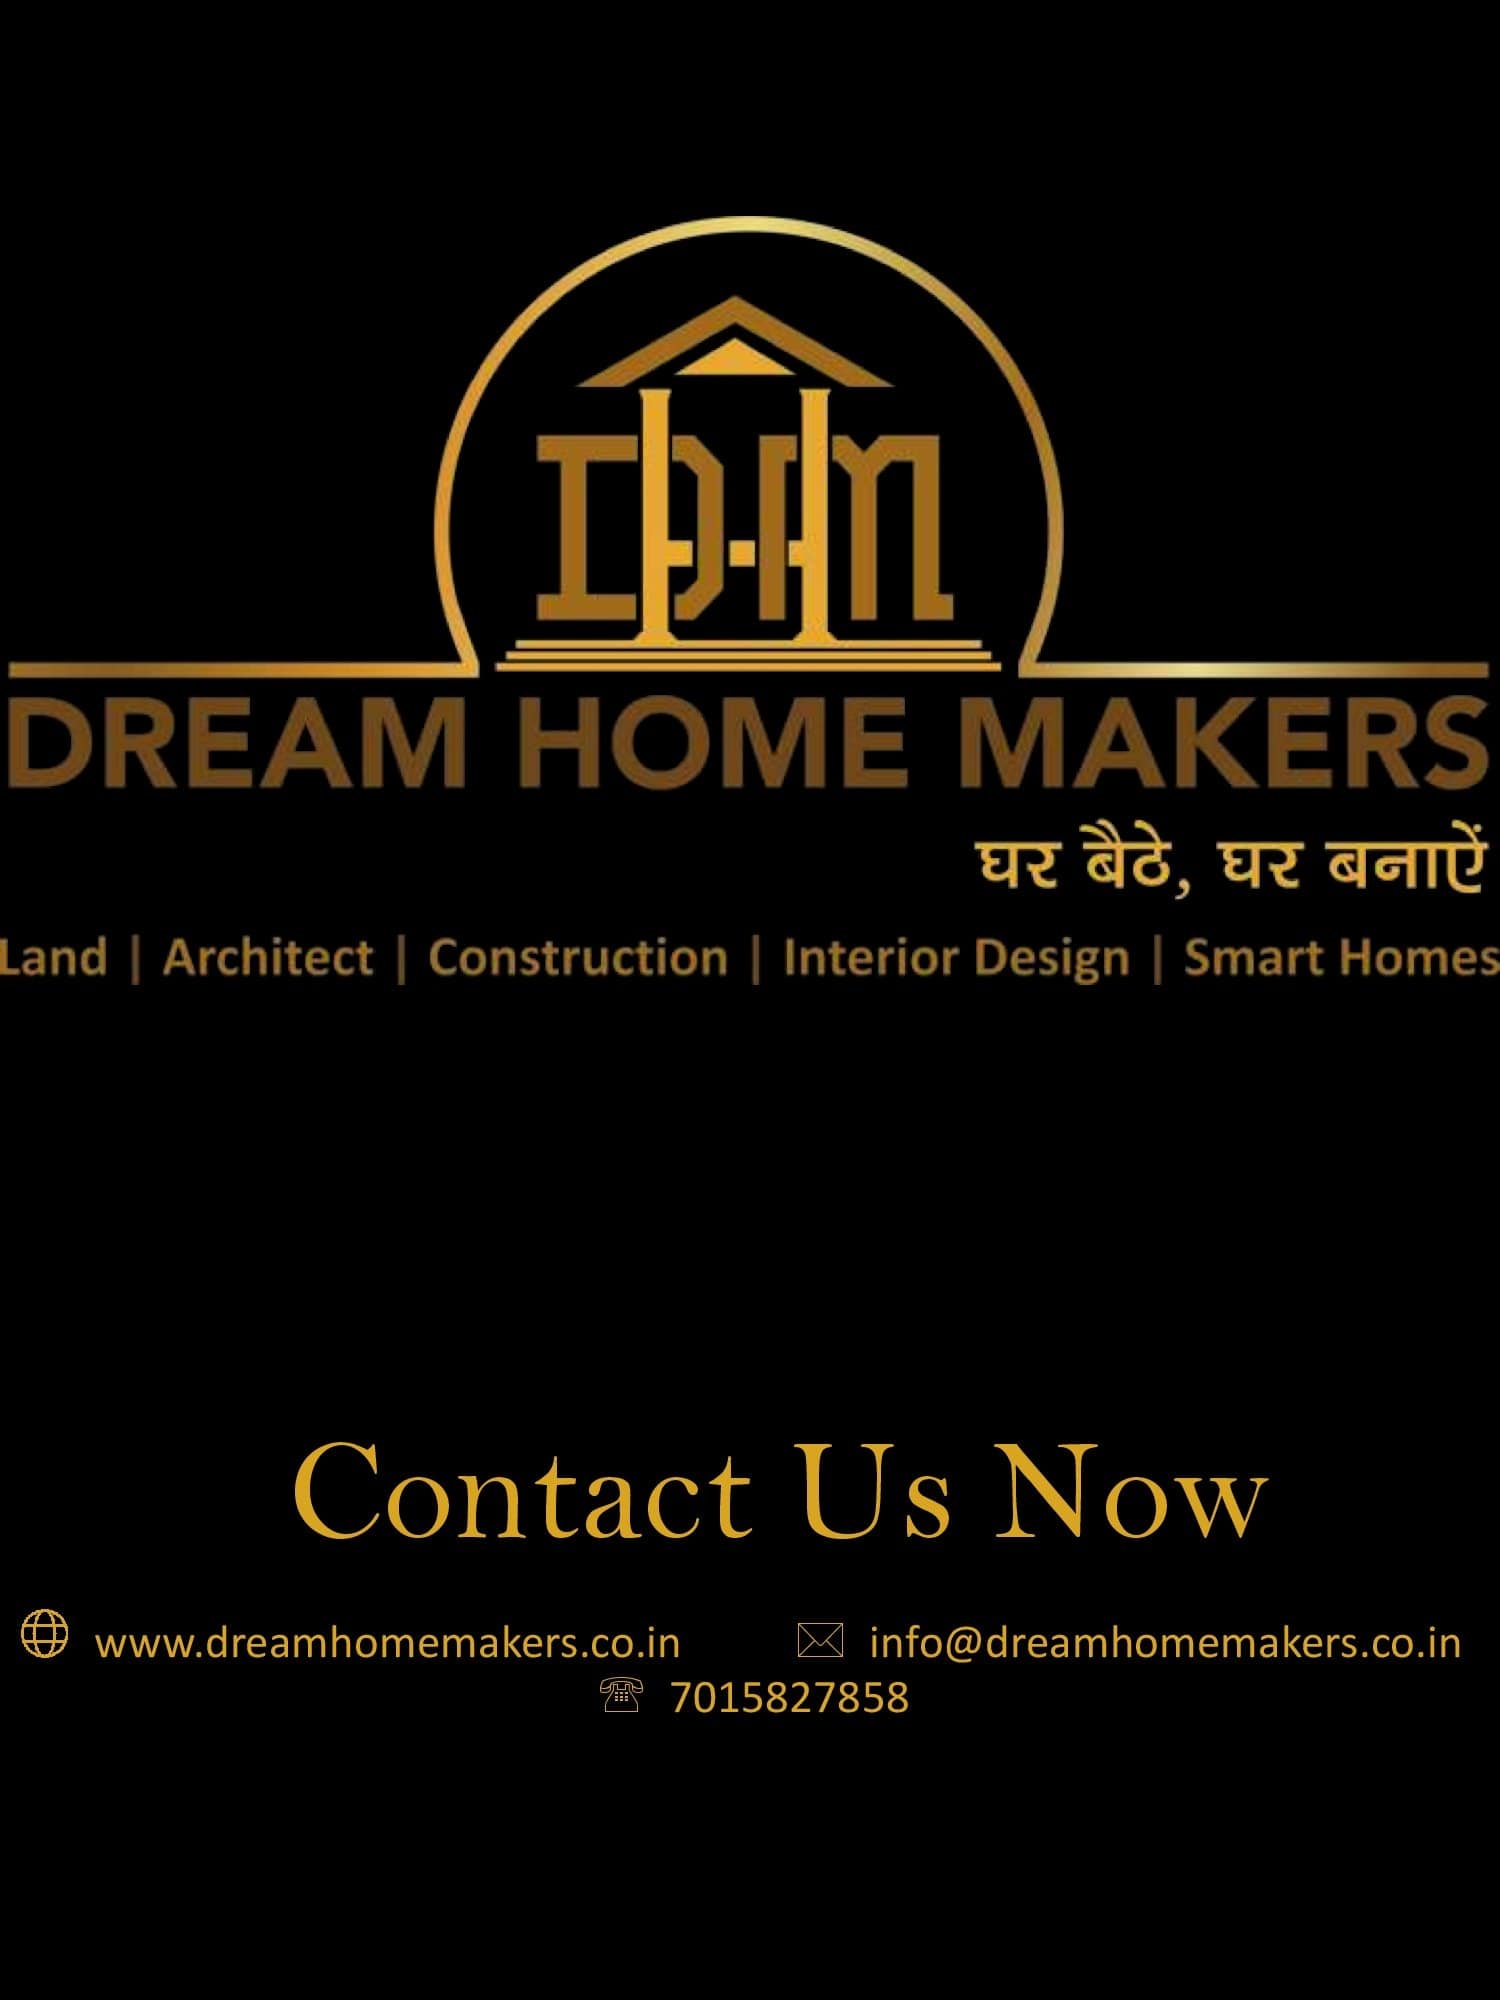 DHM
DREAM HOME MAKERS
घर बैठे, घर बनाऐं
Land | Architect | Construction | Interior Design | Smart Homes
Contact Us Now
www.dreamhomemakers.co.in info@dreamhomemakers.co.in
7015827858